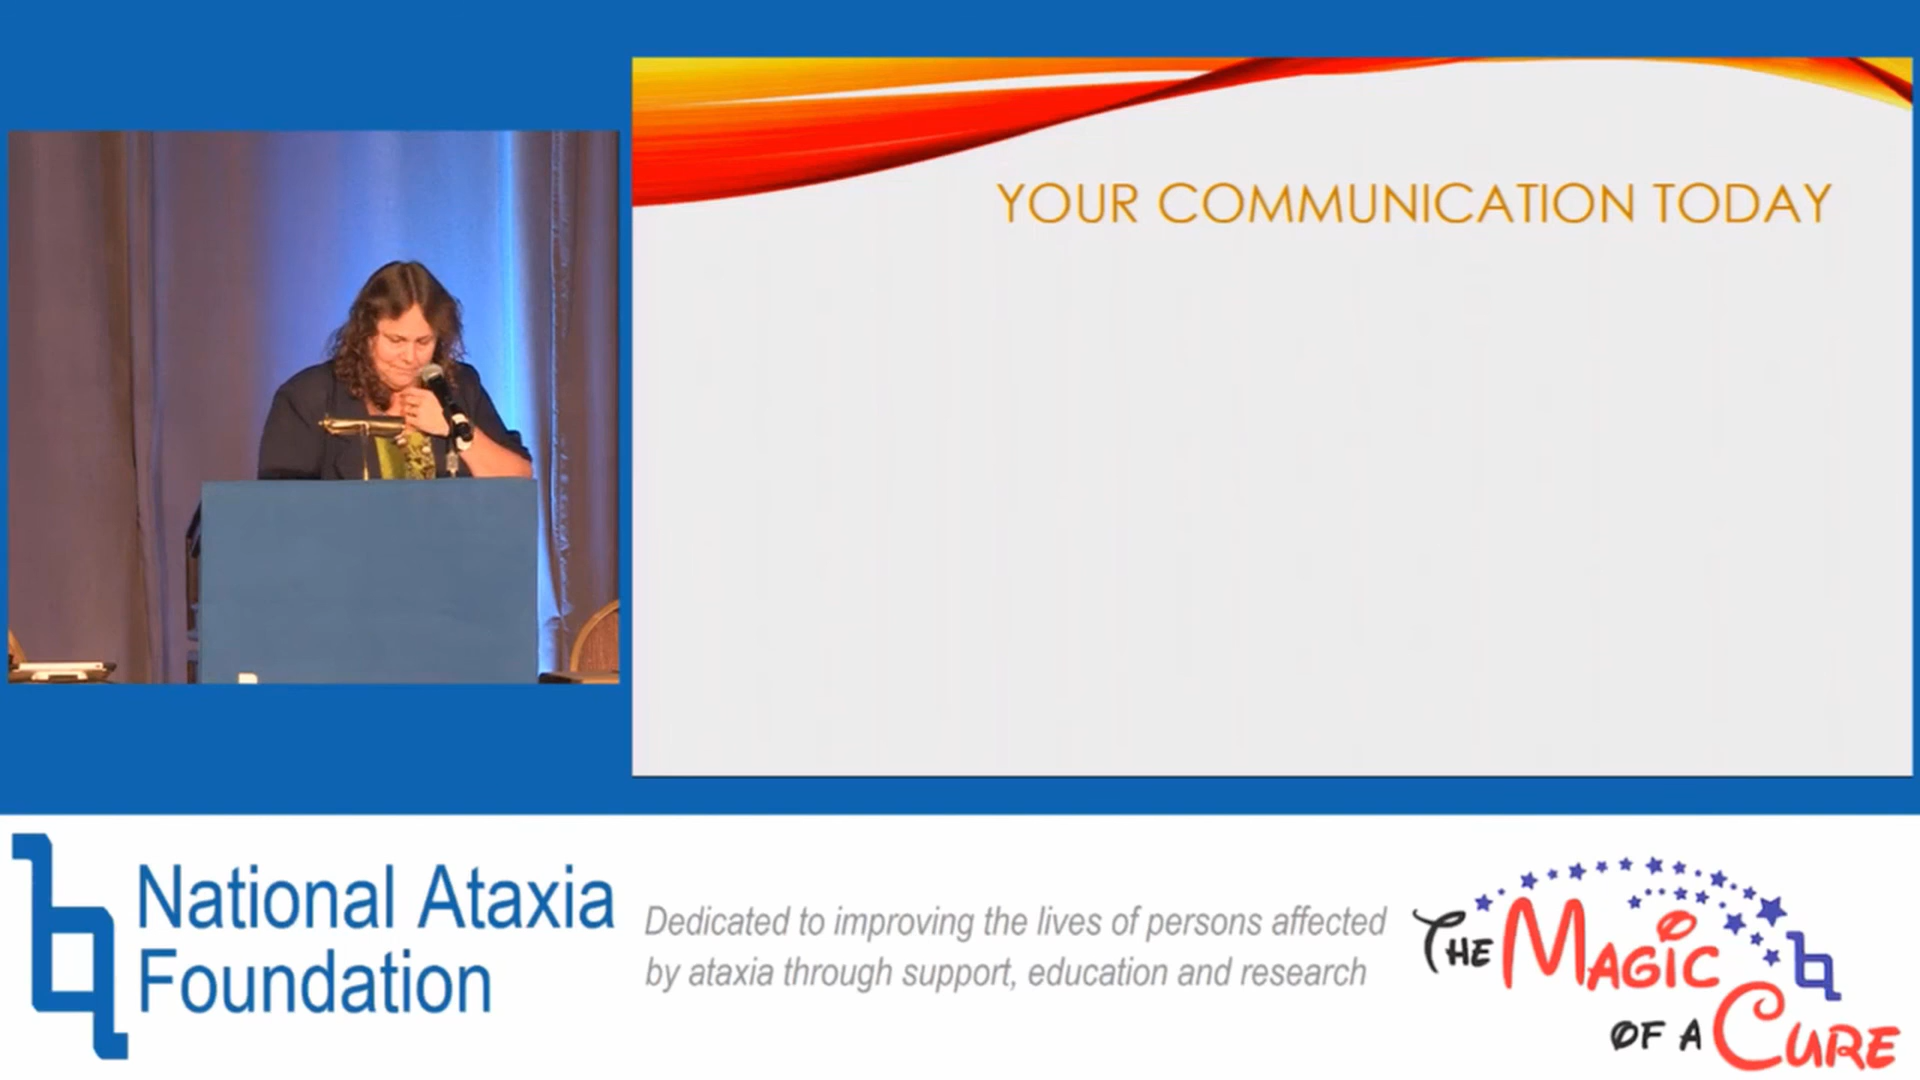 YOUR COMMUNICATION TODAY
National Ataxia
Foundation
Dedicated to improving the lives of persons affected
by ataxia through support, education and research
THE MAGIC
OF A CURE